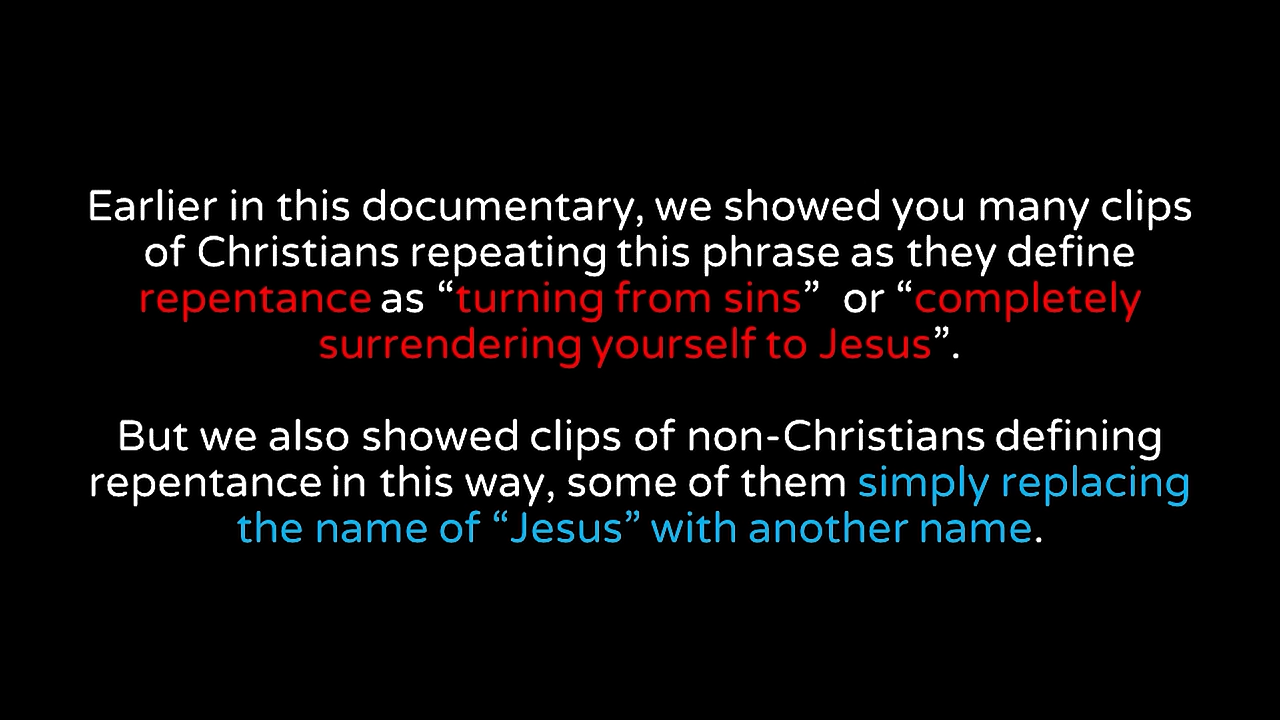 Earlier in this documentary, we showed you many clips
of Christians repeating this phrase as they define
repentance as “turning from sins”  or “completely
surrendering yourself to Jesus”.
But we also showed clips of non-Christians defining
repentance in this way, some of them simply replacing
the name of “Jesus” with another name.